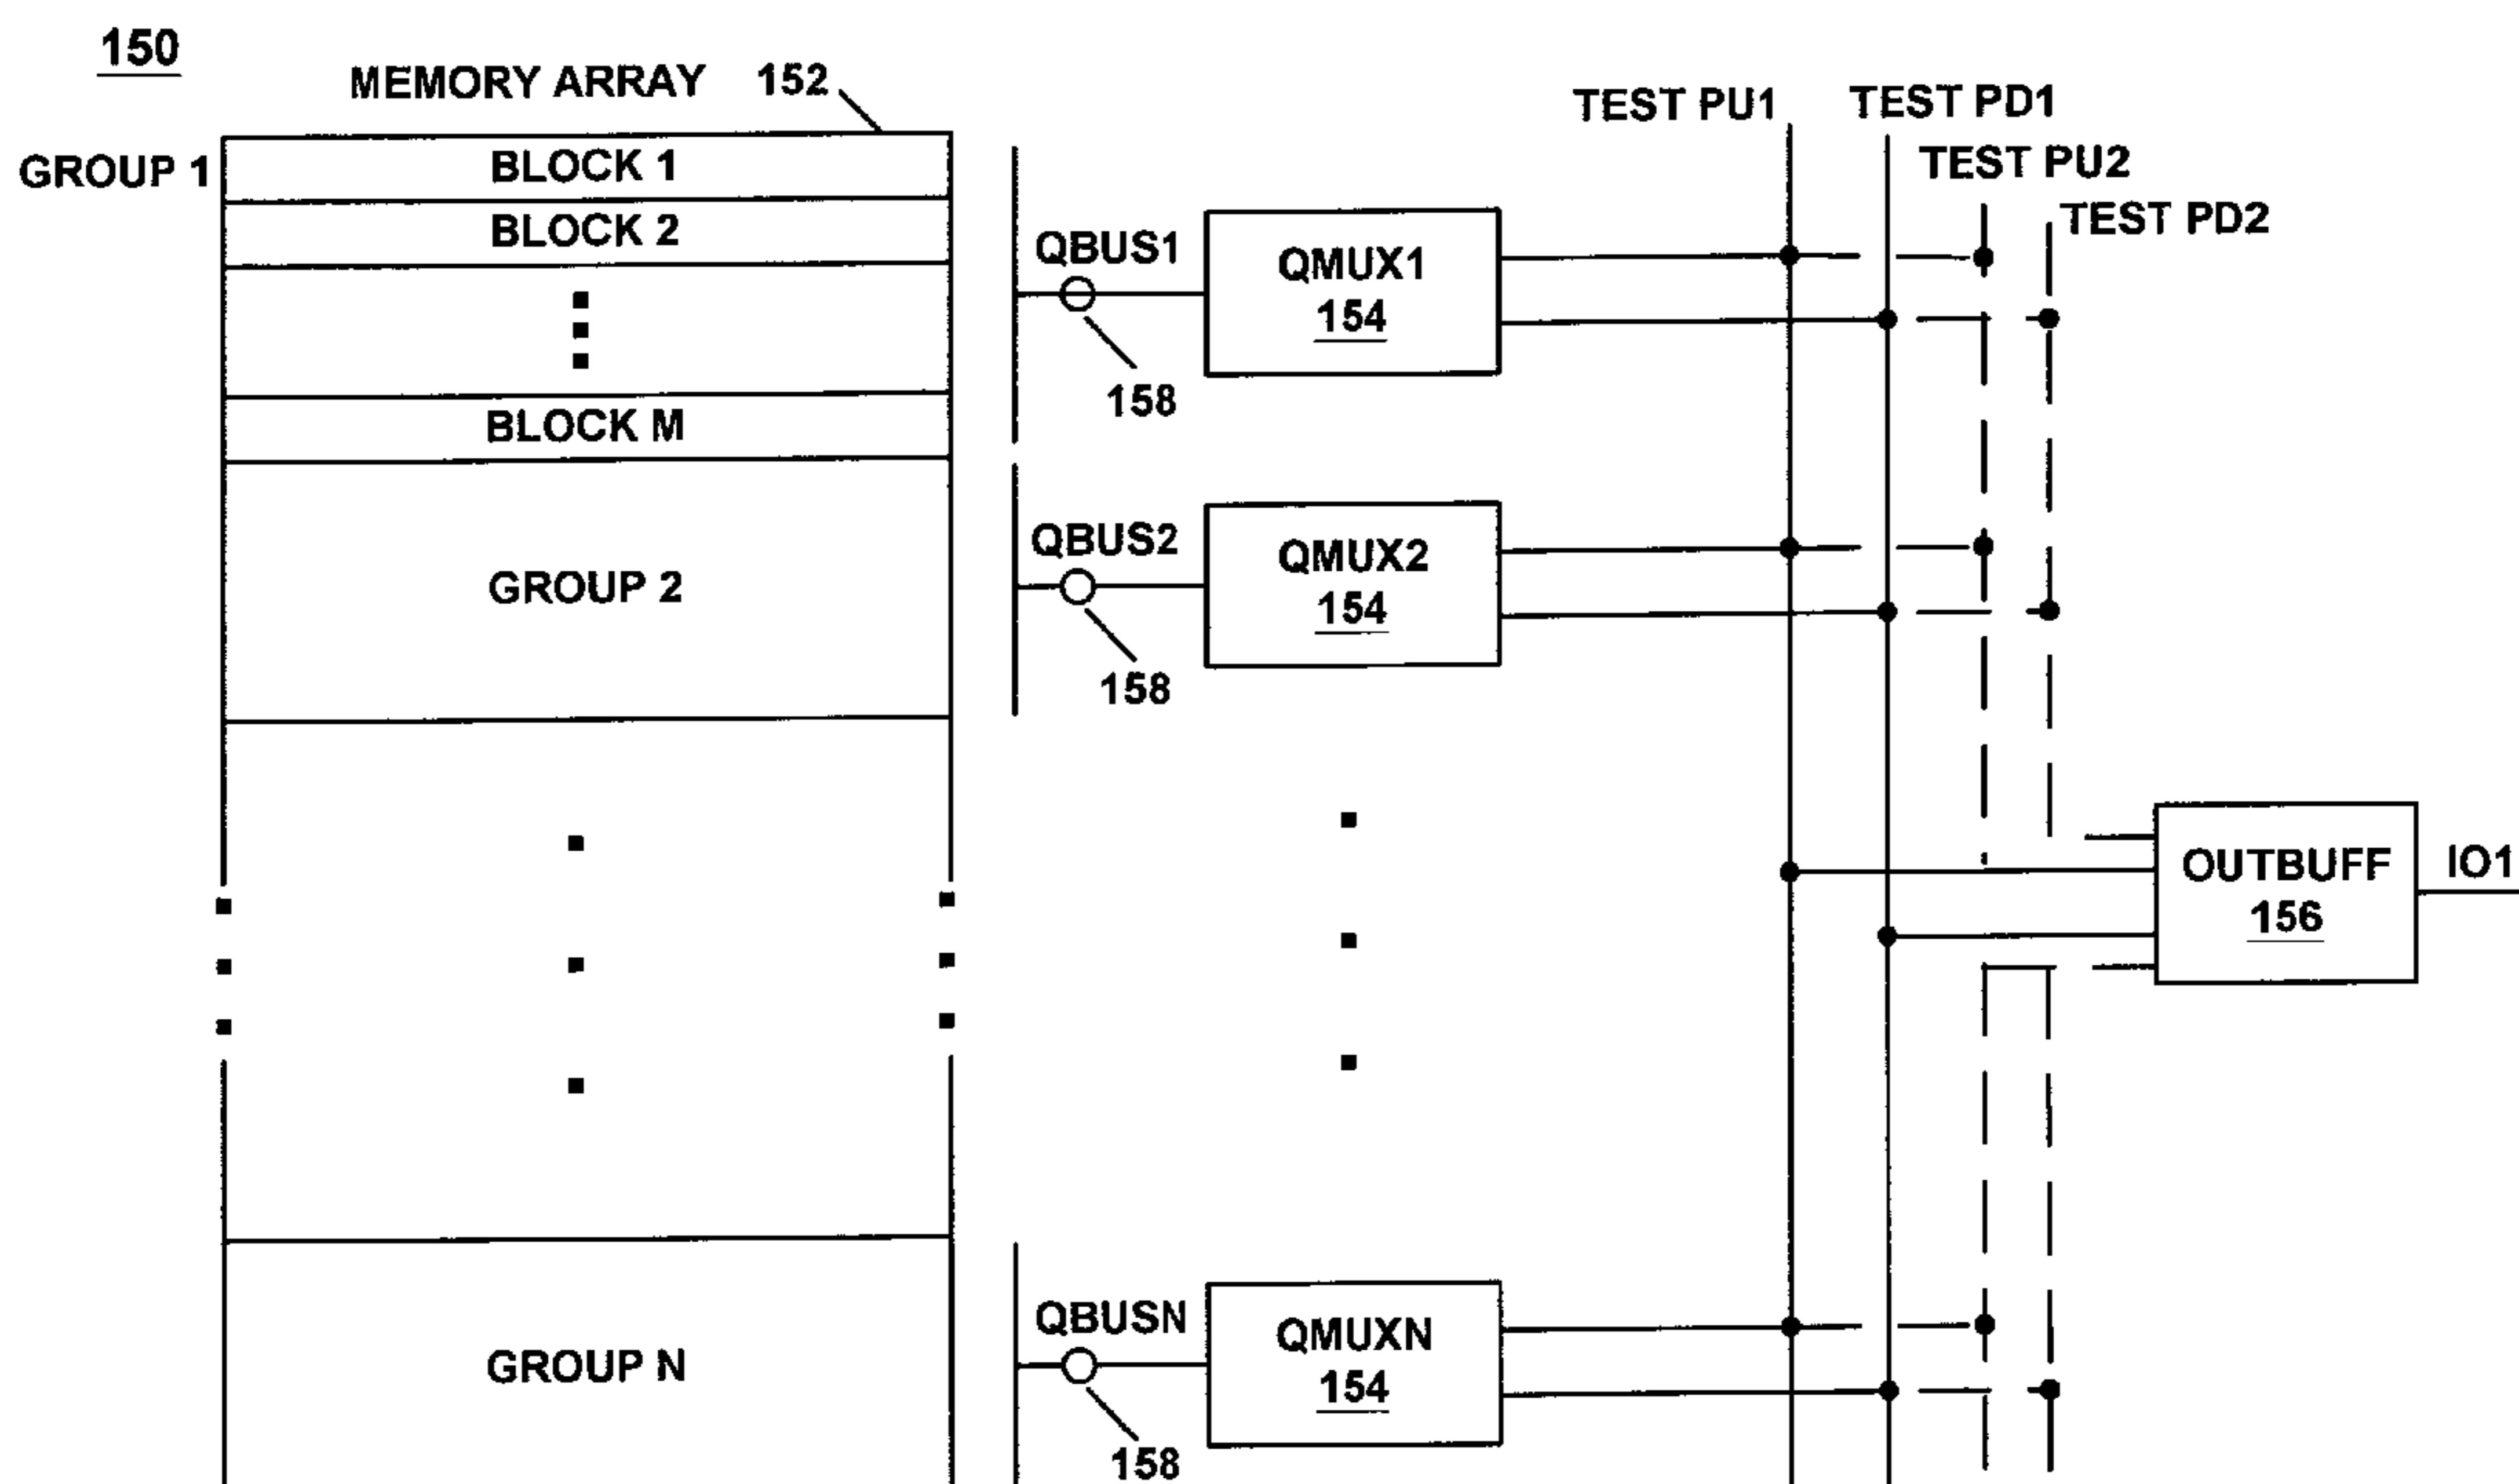 150
MEMORY ARRAY 152
TEST PU1
TEST PD1
TEST PU2
TEST PD2
GROUP 1
BLOCK 1
BLOCK 2
BLOCK M
QBUS1
QMUX1
154
158
GROUP 2
QBUS2
QMUX2
154
158
OUTBUFF
156
IO1
GROUP N
QBUSN
QMUXN
154
158